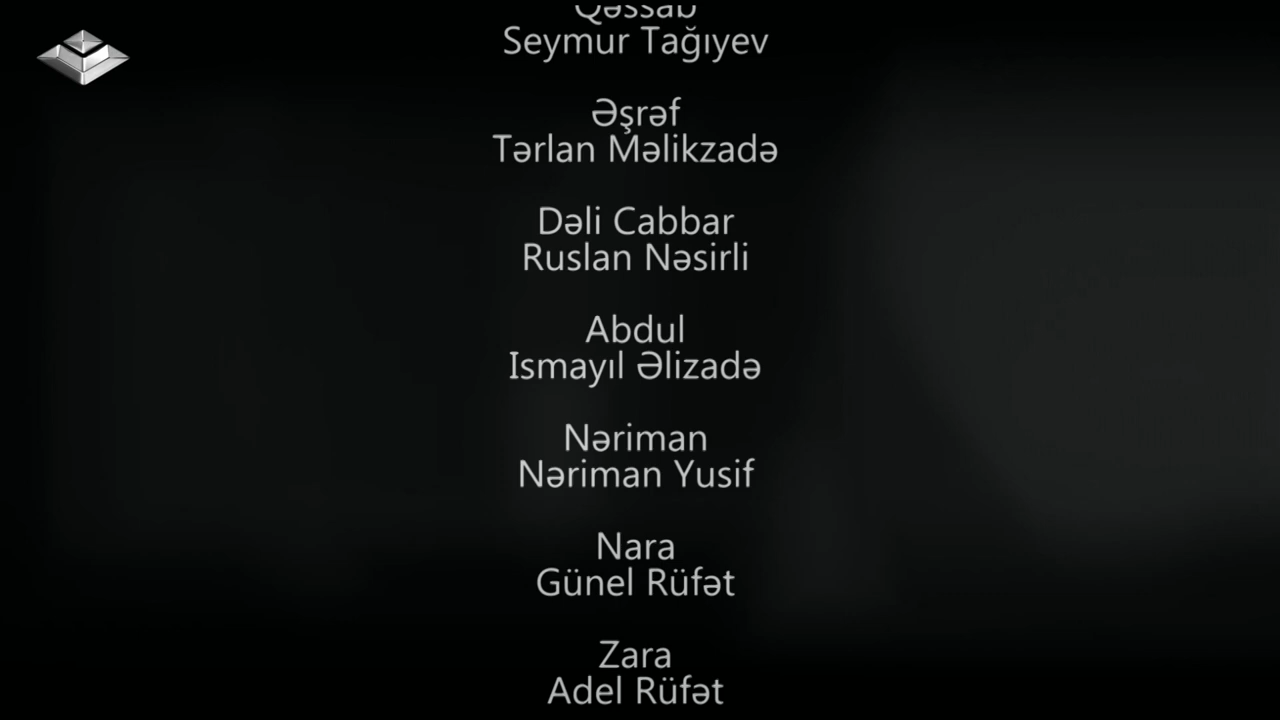 Qəssab
Seymur Tağıyev
Əşrəf
Tərlan Məlikzadə
Dəli Cabbar
Ruslan Nəsirli
Abdul
Ismayıl Əlizadə
Nəriman
Nəriman Yusif
Nara
Günel Rüfət
Zara
Adel Rüfət